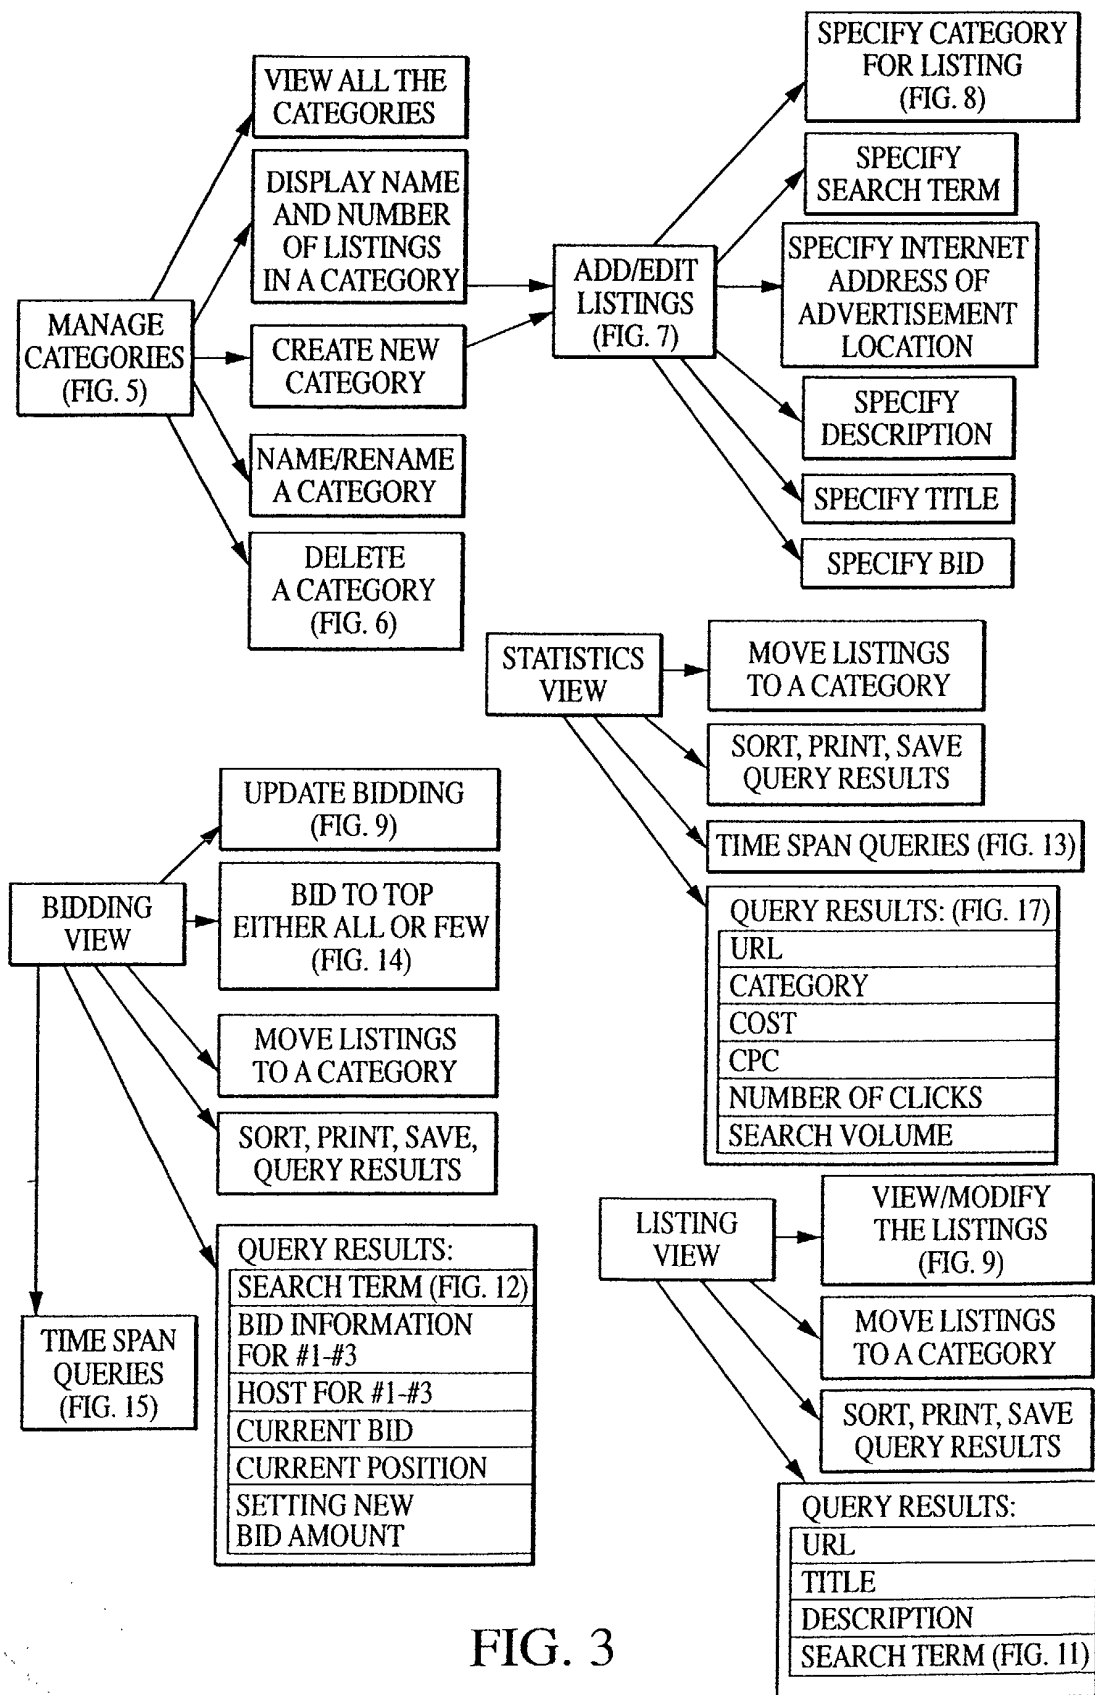 VIEW ALL THE
CATEGORIES
DISPLAY NAME
AND NUMBER
OF LISTINGS
IN A CATEGORY
MANAGE
CATEGORIES
(FIG. 5)
CREATE NEW
CATEGORY
NAME/RENAME
A CATEGORY
DELETE
A CATEGORY
(FIG. 6)
ADD/EDIT
LISTINGS
(FIG. 7)
SPECIFY CATEGORY
FOR LISTING
(FIG. 8)
SPECIFY
SEARCH TERM
SPECIFY INTERNET
ADDRESS OF
ADVERTISEMENT
LOCATION
SPECIFY
DESCRIPTION
SPECIFY TITLE
SPECIFY BID
STATISTICS
VIEW
MOVE LISTINGS
TO A CATEGORY
SORT, PRINT, SAVE
QUERY RESULTS
TIME SPAN QUERIES (FIG. 13)
QUERY RESULTS: (FIG. 17)
URL
CATEGORY
COST
CPC
NUMBER OF CLICKS
SEARCH VOLUME
BIDDING
VIEW
UPDATE BIDDING
(FIG. 9)
BID TO TOP
EITHER ALL OR FEW
(FIG. 14)
MOVE LISTINGS
TO A CATEGORY
SORT, PRINT, SAVE,
QUERY RESULTS
QUERY RESULTS:
SEARCH TERM (FIG. 12)
BID INFORMATION
FOR #1-#3
HOST FOR #1-#3
CURRENT BID
CURRENT POSITION
SETTING NEW
BID AMOUNT
TIME SPAN
QUERIES
(FIG. 15)
LISTING
VIEW
VIEW/MODIFY
THE LISTINGS
(FIG. 9)
MOVE LISTINGS
TO A CATEGORY
SORT, PRINT, SAVE
QUERY RESULTS
QUERY RESULTS:
URL
TITLE
DESCRIPTION
SEARCH TERM (FIG. 11)
FIG. 3